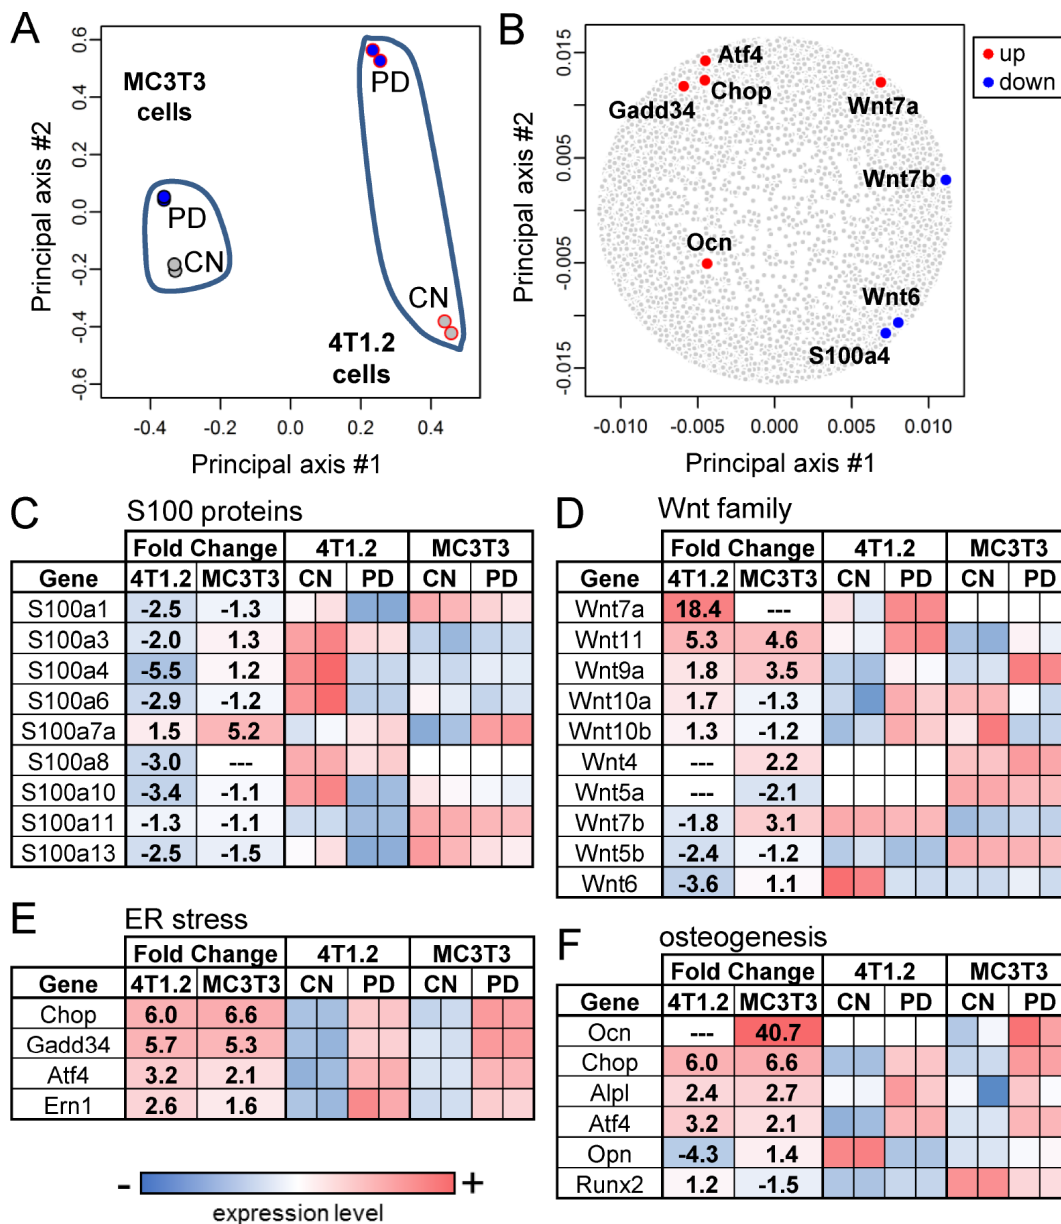 A
0.6
0.4
0.2
0.0
-0.2
-0.4
-0.6
Principal axis #2
MC3T3
cells
PD
CN
PD
CN
4T1.2
cells
-0.4
-0.2
0.0
0.2
0.4
Principal axis #1
B
0.015
0.005
-0.005
-0.015
Principal axis #2
Atf4
Chop
Gadd34
Wnt7a
Wnt7b
Ocn
Wnt6
S100a4
-0.010
-0.005
0.000
0.005
0.010
Principal axis #1
up
down
C S100 proteins
Fold Change 4T1.2 MC3T3
Gene 4T1.2 MC3T3 CN PD CN PD
S100a1 -2.5 -1.3
S100a3 -2.0 1.3
S100a4 -5.5 1.2
S100a6 -2.9 -1.2
S100a7a 1.5 5.2
S100a8 -3.0 ---
S100a10 -3.4 -1.1
S100a11 -1.3 -1.1
S100a13 -2.5 -1.5
D Wnt family
Fold Change 4T1.2 MC3T3
Gene 4T1.2 MC3T3 CN PD CN PD
Wnt7a 18.4 ---
Wnt11 5.3 4.6
Wnt9a 1.8 3.5
Wnt10a 1.7 -1.3
Wnt10b 1.3 -1.2
Wnt4 --- 2.2
Wnt5a --- -2.1
Wnt7b -1.8 3.1
Wnt5b -2.4 -1.2
Wnt6 -3.6 1.1
E ER stress
Fold Change 4T1.2 MC3T3
Gene 4T1.2 MC3T3 CN PD CN PD
Chop 6.0 6.6
Gadd34 5.7 5.3
Atf4 3.2 2.1
Ern1 2.6 1.6
- +
expression level
F osteogenesis
Fold Change 4T1.2 MC3T3
Gene 4T1.2 MC3T3 CN PD CN PD
Ocn --- 40.7
Chop 6.0 6.6
Alpl 2.4 2.7
Atf4 3.2 2.1
Opn -4.3 1.4
Runx2 1.2 -1.5